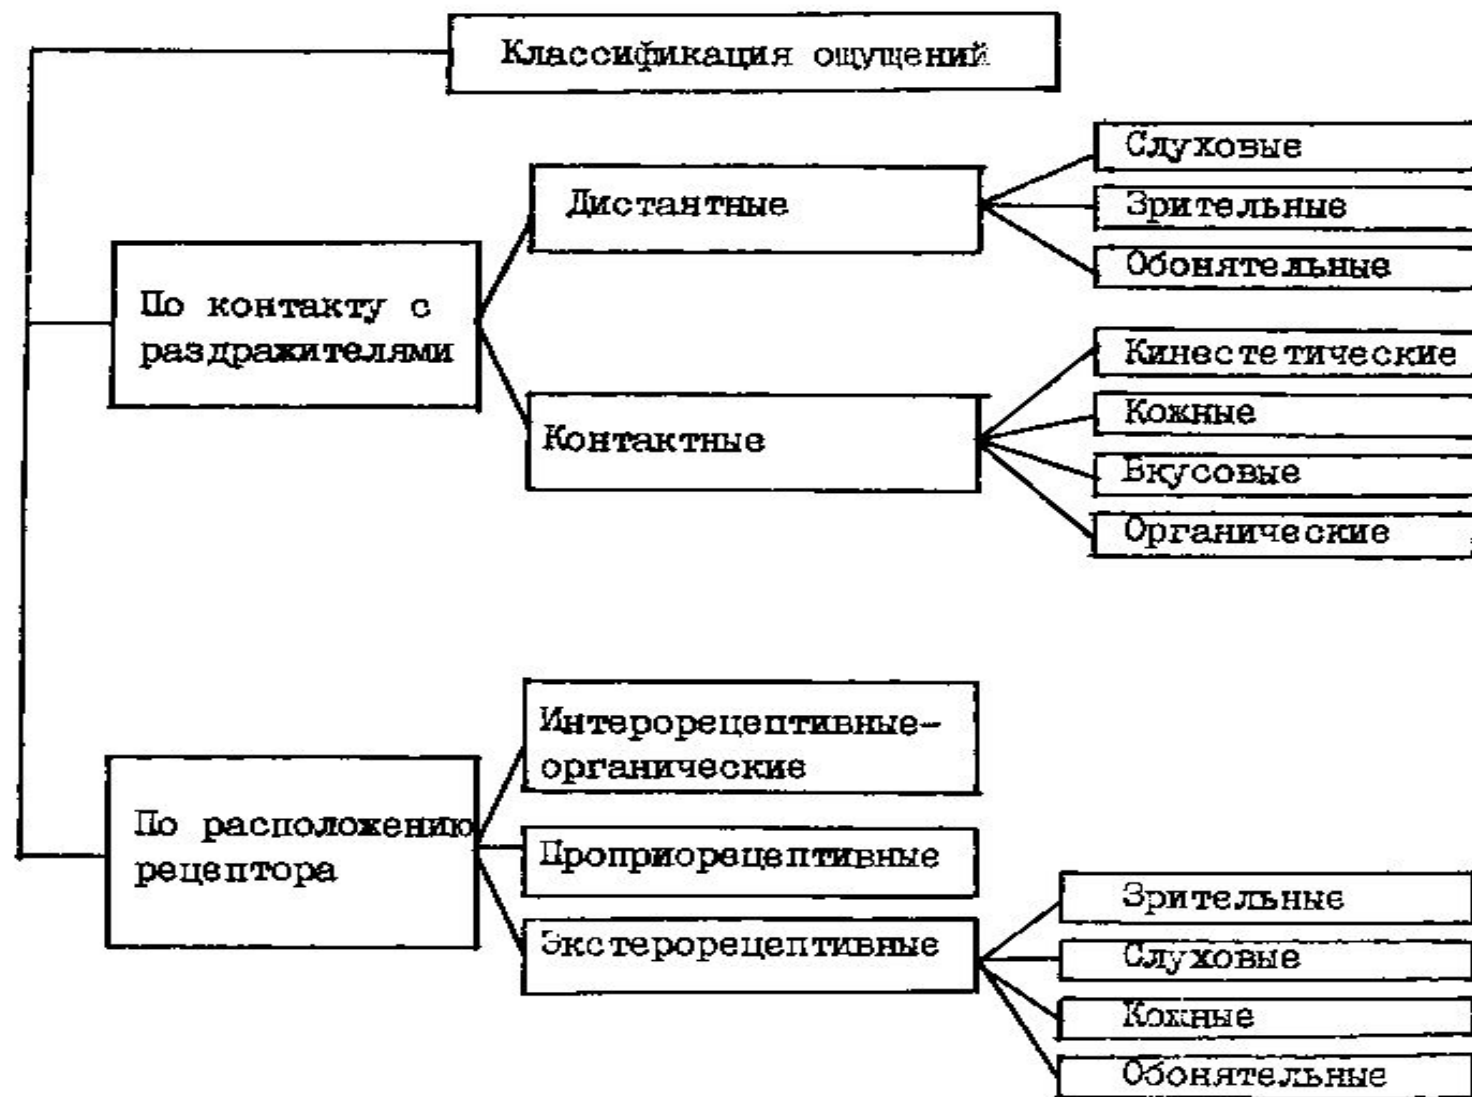 Классификация ощущений
Слуховые
Дистантные
Зрительные
Обонятельные
По контакту с
раздражителями
Кинестетические
Кожные
Контактные
Вкусовые
Органические
Интерорецептивные-
органические
По расположению
рецептора
Проприорецептивные
Экстерорецептивные
Зрительные
Слуховые
Кожные
Обонятельные